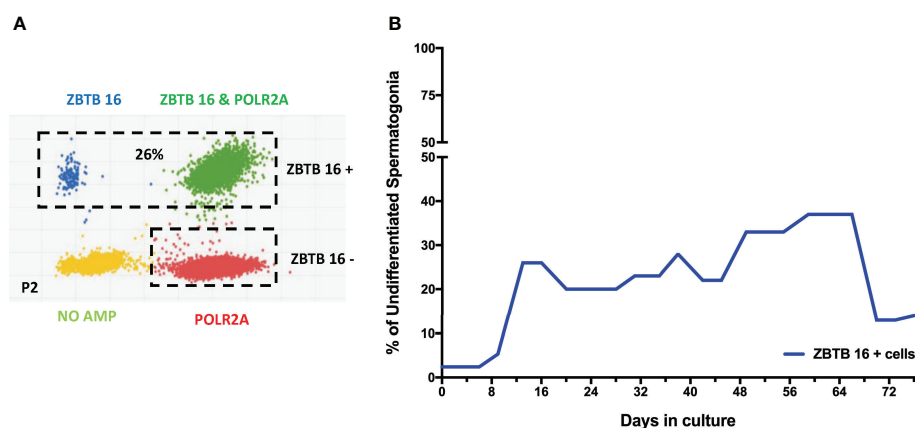 A
ZBTB 16
ZBTB 16 & POLR2A
26%
ZBTB 16 +
ZBTB 16 -
P2
NO AMP
POLR2A
B
% of Undifferentiated Spermatogonia
100
75
50
50
40
30
20
10
0
0 8 16 24 32 40 48 56 64 72
ZBTB 16 + cells
Days in culture